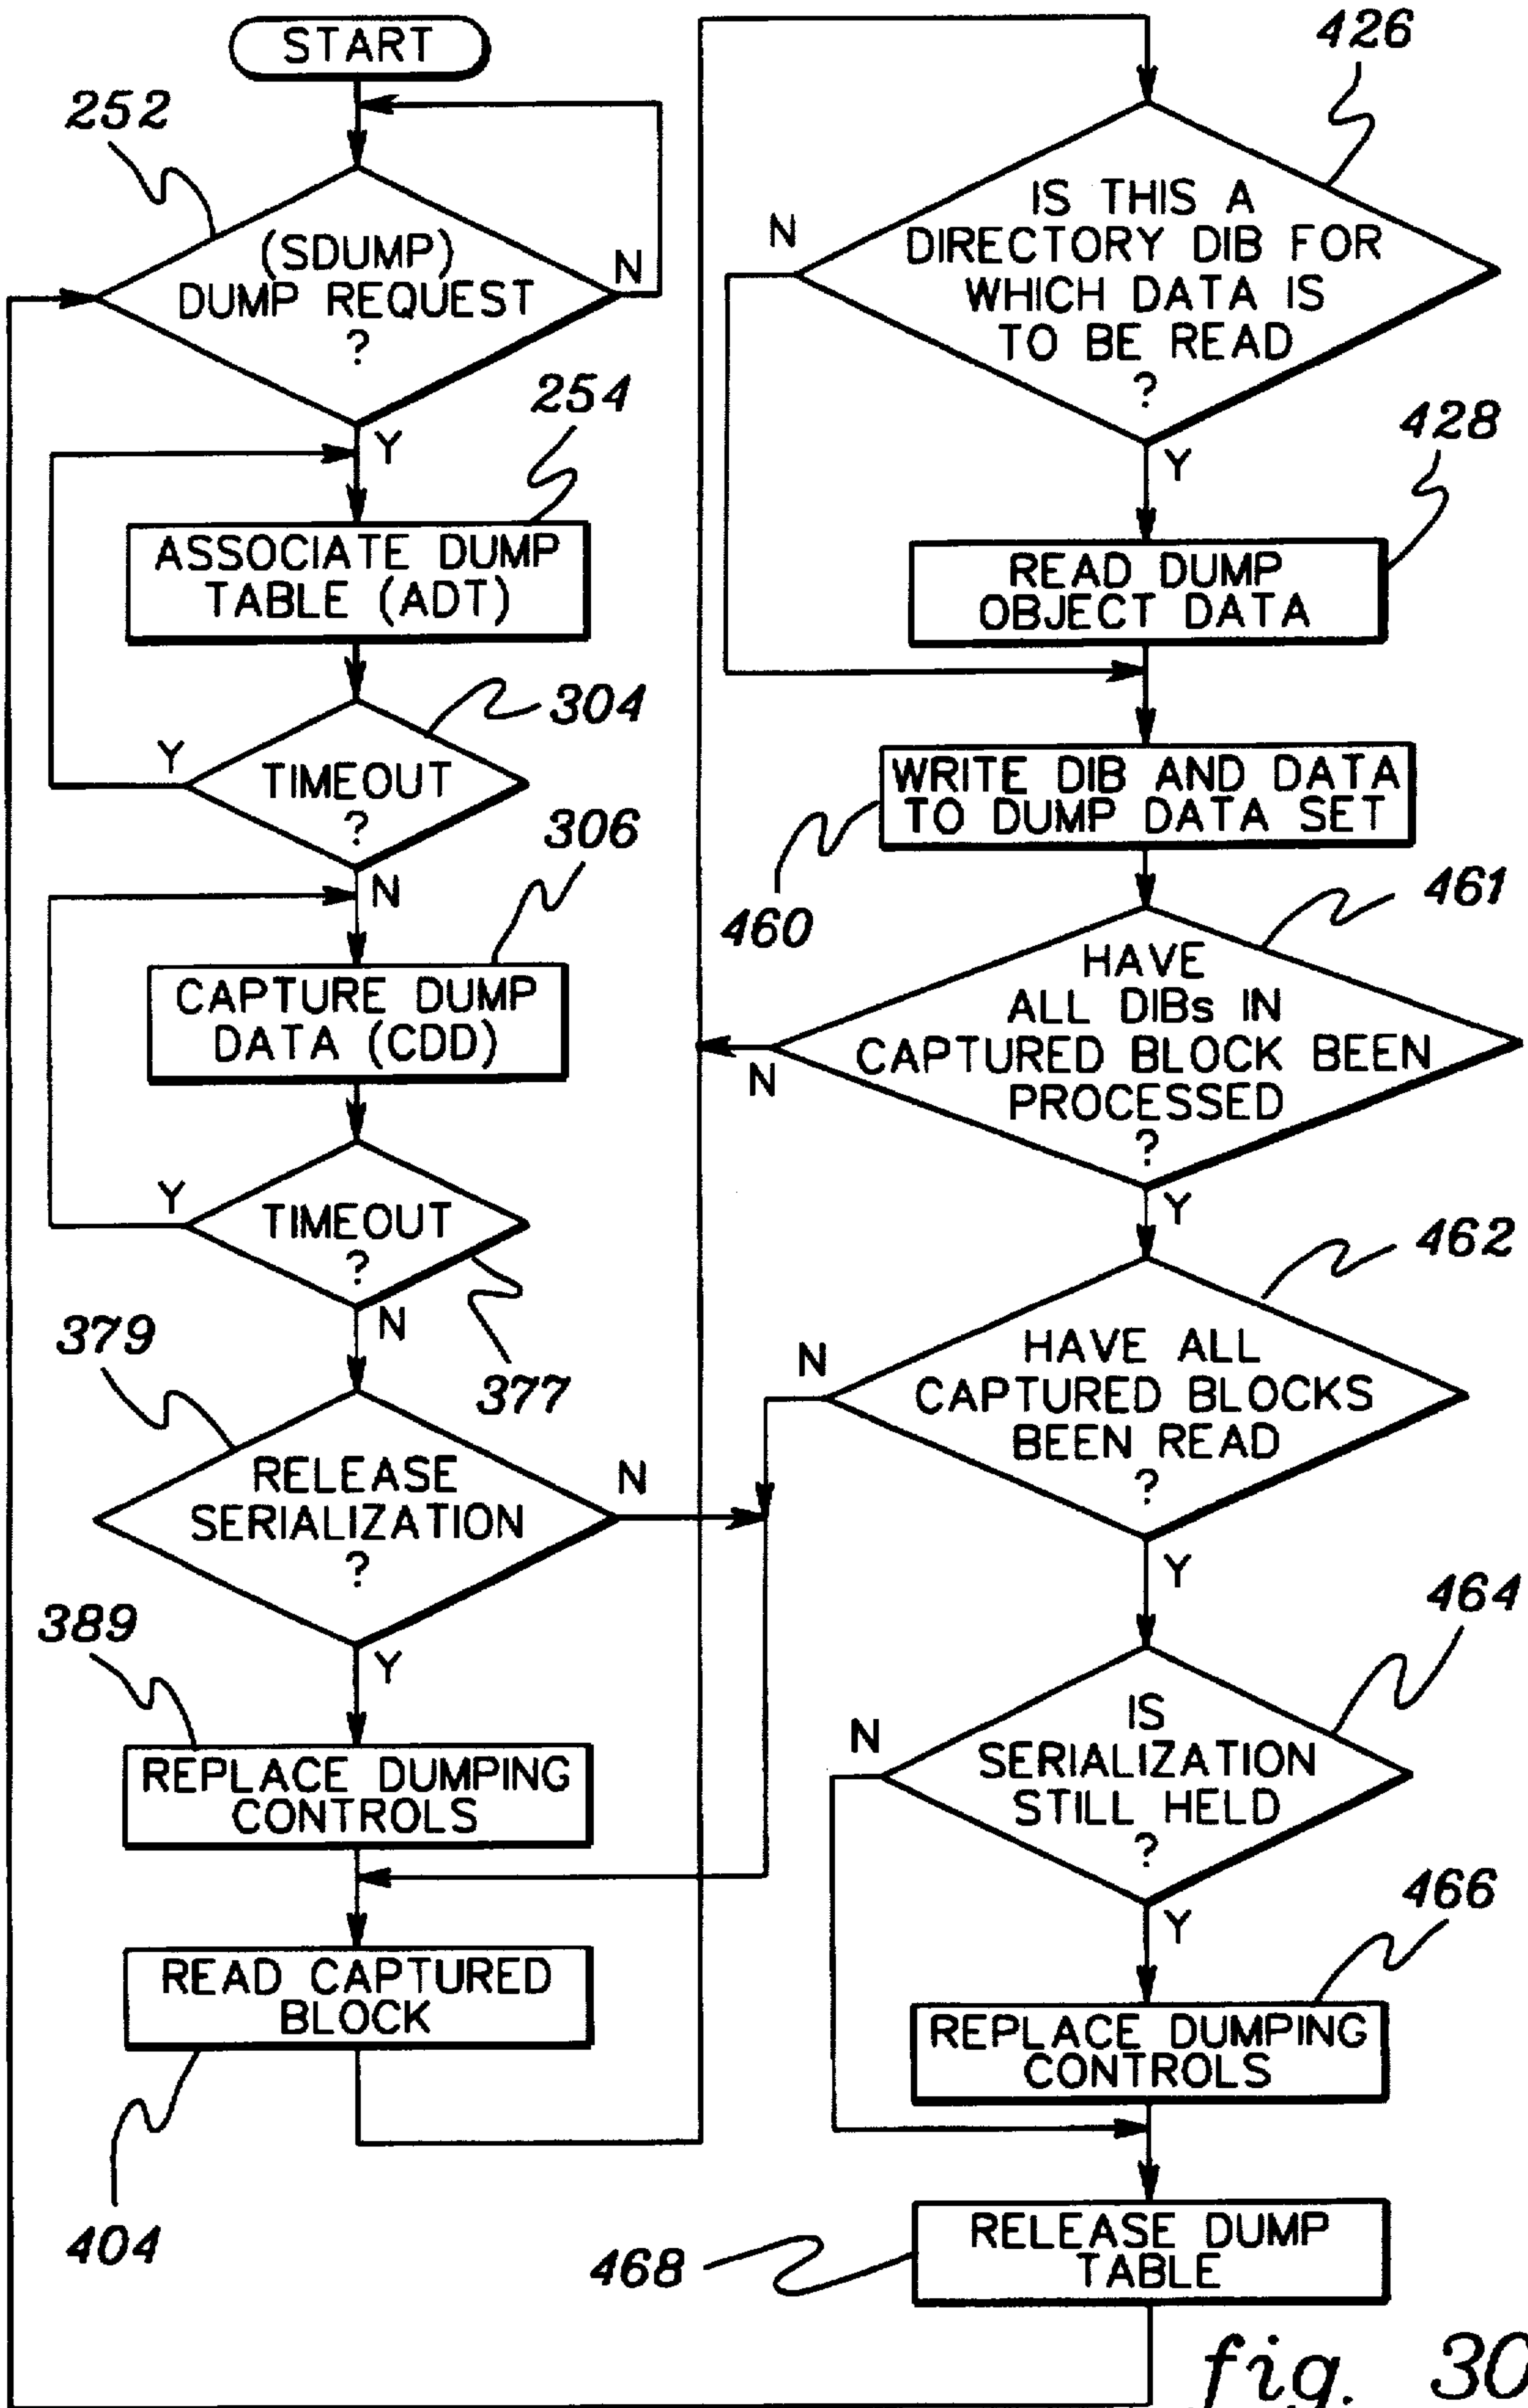 START
252
(SDUMP)
DUMP REQUEST
?
N
Y
254
ASSOCIATE DUMP
TABLE (ADT)
304
Y
TIMEOUT
?
N
306
CAPTURE DUMP
DATA (CDD)
Y
TIMEOUT
?
N
377
379
RELEASE
SERIALIZATION
?
N
Y
389
REPLACE DUMPING
CONTROLS
READ CAPTURED
BLOCK
404
426
IS THIS A
DIRECTORY DIB FOR
WHICH DATA IS
TO BE READ
?
N
Y
428
READ DUMP
OBJECT DATA
WRITE DIB AND DATA
TO DUMP DATA SET
460
461
HAVE
ALL DIBs IN
CAPTURED BLOCK BEEN
PROCESSED
?
N
Y
462
HAVE ALL
CAPTURED BLOCKS
BEEN READ
?
N
Y
464
IS
SERIALIZATION
STILL HELD
?
N
Y
466
REPLACE DUMPING
CONTROLS
468
RELEASE DUMP
TABLE
fig. 30